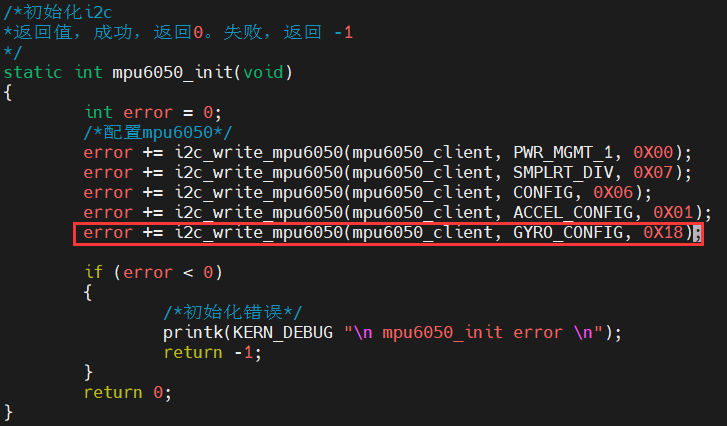 /*初始化i2c
*返回值，成功，返回0。失败，返回 -1
*/
static int mpu6050_init(void)
{
        int error = 0;
        /*配置mpu6050*/
        error += i2c_write_mpu6050(mpu6050_client, PWR_MGMT_1, 0X00);
        error += i2c_write_mpu6050(mpu6050_client, SMPLRT_DIV, 0X07);
        error += i2c_write_mpu6050(mpu6050_client, CONFIG, 0X06);
        error += i2c_write_mpu6050(mpu6050_client, ACCEL_CONFIG, 0X01);
        error += i2c_write_mpu6050(mpu6050_client, GYRO_CONFIG, 0X18);

        if (error < 0)
        {
                /*初始化错误*/
                printk(KERN_DEBUG "\n mpu6050_init error \n");
                return -1;
        }
        return 0;
}